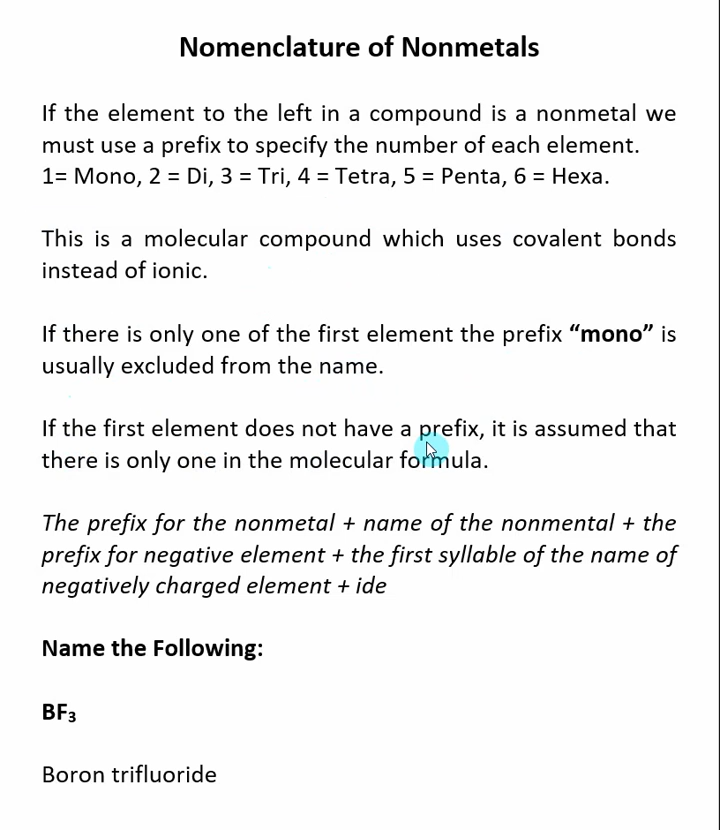 Nomenclature of Nonmetals
If the element to the left in a compound is a nonmetal we
must use a prefix to specify the number of each element.
1= Mono, 2 = Di, 3 = Tri, 4 = Tetra, 5 = Penta, 6 = Hexa.
This is a molecular compound which uses covalent bonds
instead of ionic.
If there is only one of the first element the prefix “mono” is
usually excluded from the name.
If the first element does not have a prefix, it is assumed that
there is only one in the molecular formula.
The prefix for the nonmetal + name of the nonmental + the
prefix for negative element + the first syllable of the name of
negatively charged element + ide
Name the Following:
BF₃
Boron trifluoride